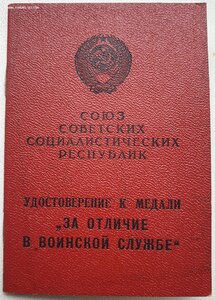 СОЮЗ
СОВЕТСКИХ
СОЦИАЛИСТИЧЕСКИХ
РЕСПУБЛИК
УДОСТОВЕРЕНИЕ К МЕДАЛИ
„ЗА ОТЛИЧИЕ
В ВОИНСКОЙ СЛУЖБЕ"